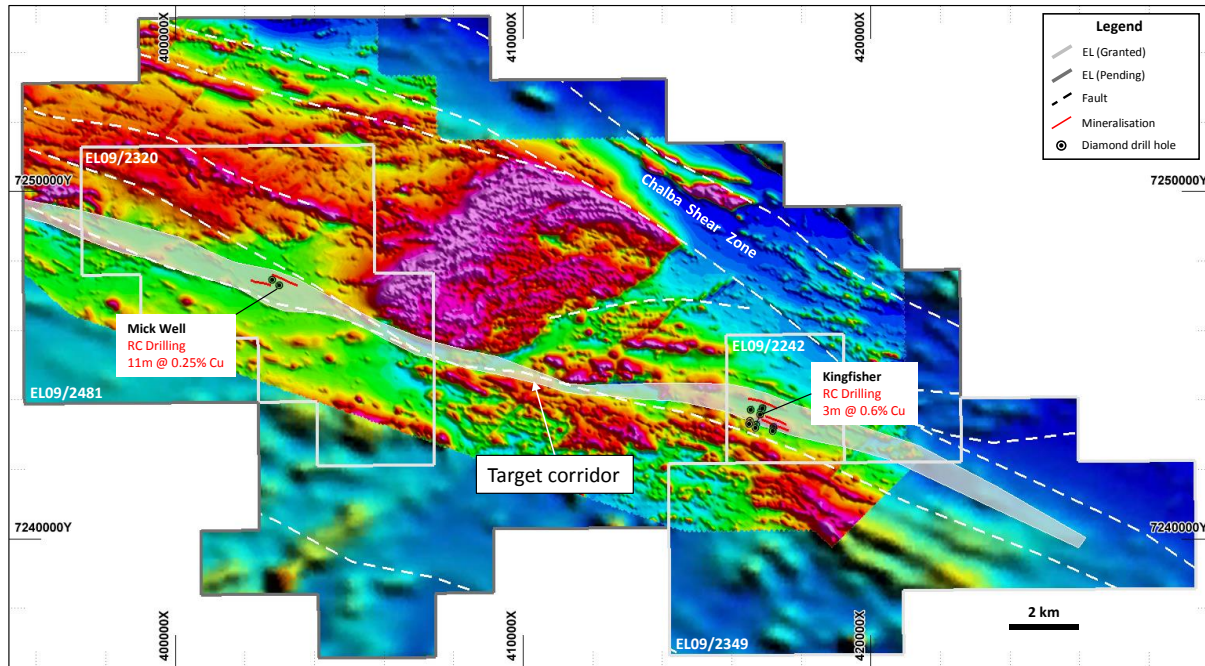 400000X
410000X
420000X
Legend
EL (Granted)
EL (Pending)
Fault
Mineralisation
Diamond drill hole
EL09/2320
7250000Y
7250000Y
Chalba Shear Zone
Mick Well
RC Drilling
11m @ 0.25% Cu
EL09/2242
Kingfisher
RC Drilling
3m @ 0.6% Cu
EL09/2481
Target corridor
7240000Y
7240000Y
2 km
EL09/2349
400000X
410000X
420000X